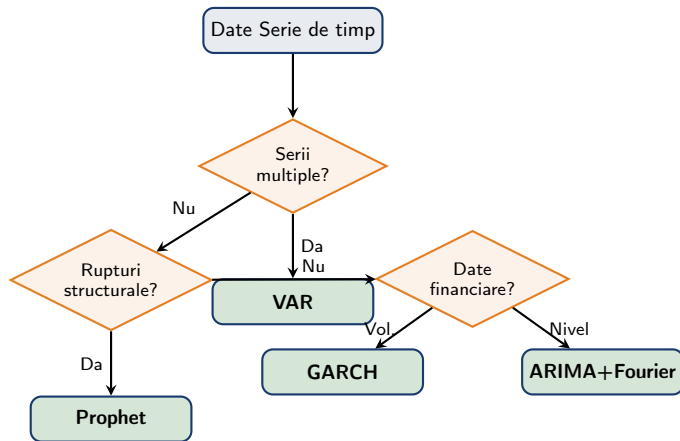 Date Serie de timp
Serii
multiple?
Nu
Da
Nu
Rupturi
structurale?
Date
financiare?
VAR
Vol.
Nivel
GARCH
ARIMA+Fourier
Da
Prophet